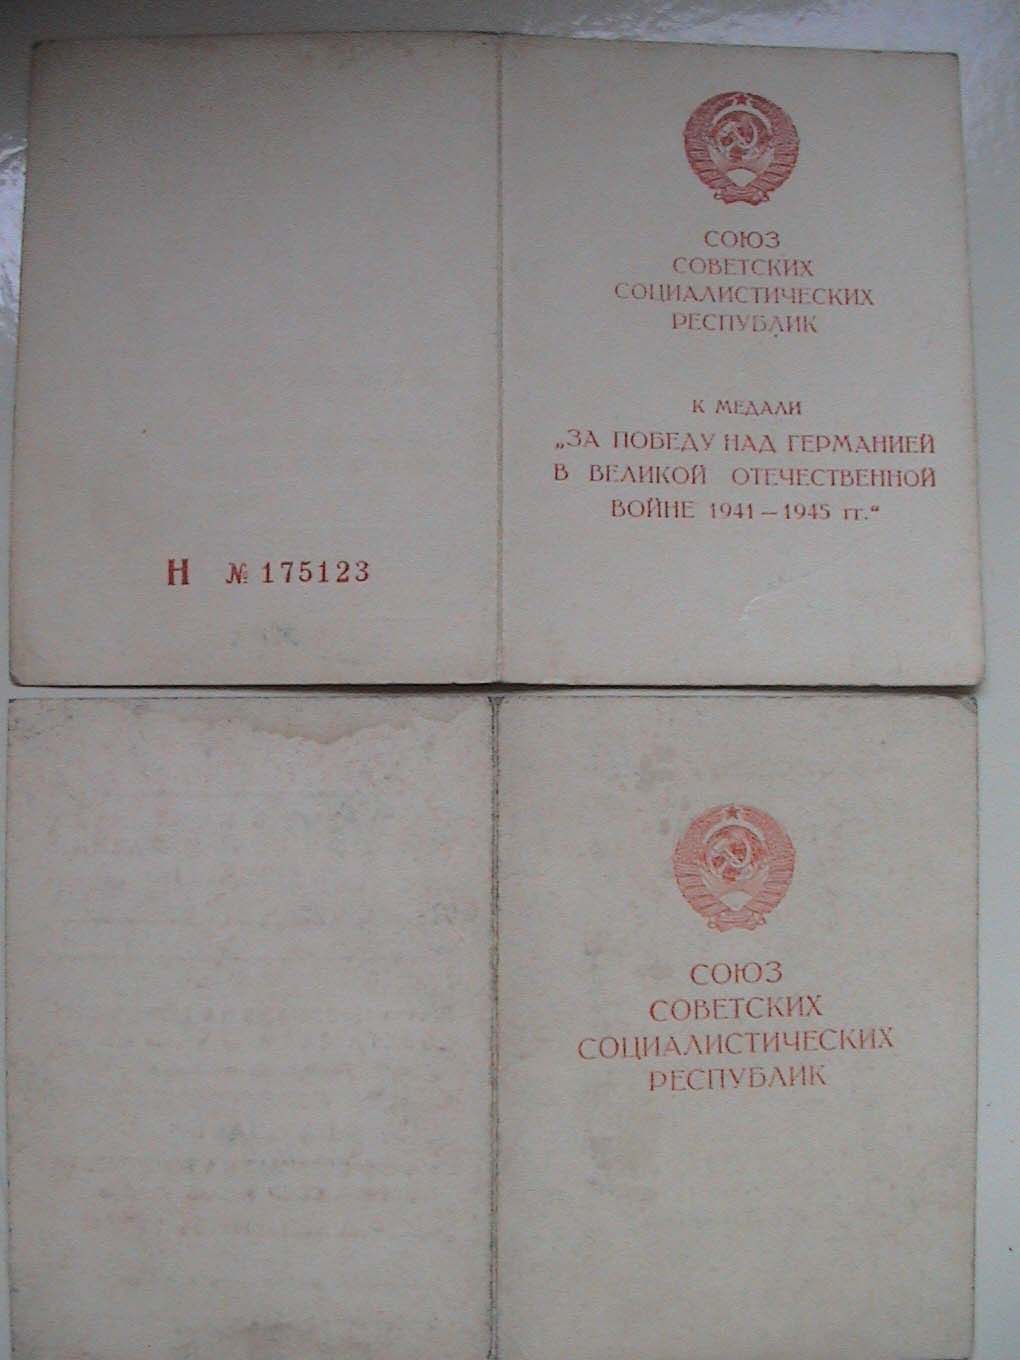 СОЮЗ
СОВЕТСКИХ
СОЦИАЛИСТИЧЕСКИХ
РЕСПУБЛИК
К МЕДАЛИ
„ЗА ПОБЕДУ НАД ГЕРМАНИЕЙ
В ВЕЛИКОЙ ОТЕЧЕСТВЕННОЙ
ВОЙНЕ 1941 — 1945 гг.“
Н № 175123
СОЮЗ
СОВЕТСКИХ
СОЦИАЛИСТИЧЕСКИХ
РЕСПУБЛИК